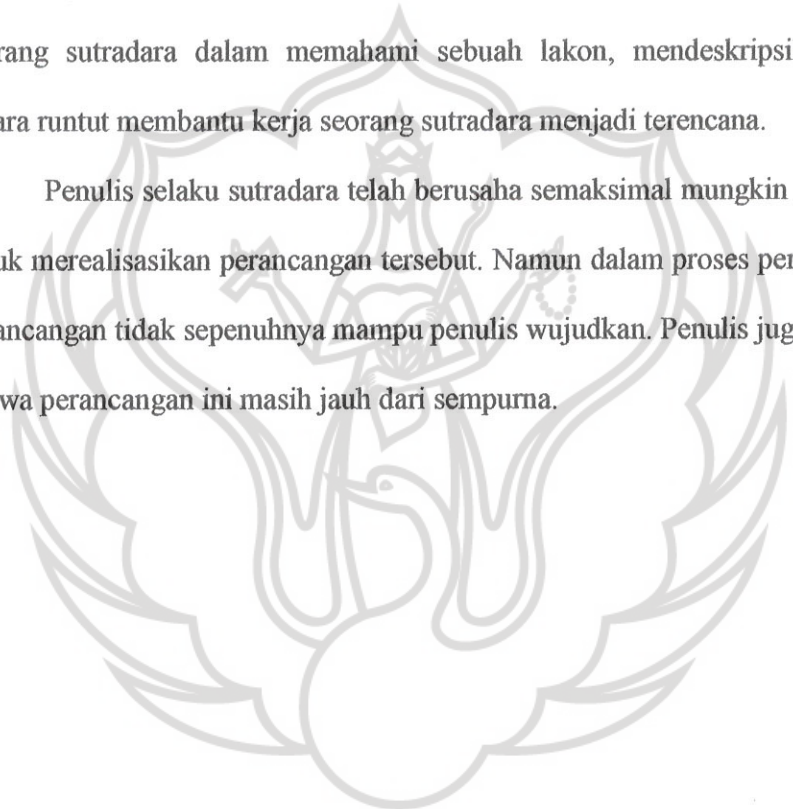 rang sutradara dalam memahami sebuah lakon, mendeskripsi
ara runtut membantu kerja seorang sutradara menjadi terencana.
Penulis selaku sutradara telah berusaha semaksimal mungkin
uk merealisasikan perancangan tersebut. Namun dalam proses per
ancangan tidak sepenuhnya mampu penulis wujudkan. Penulis jug
wa perancangan ini masih jauh dari sempurna.